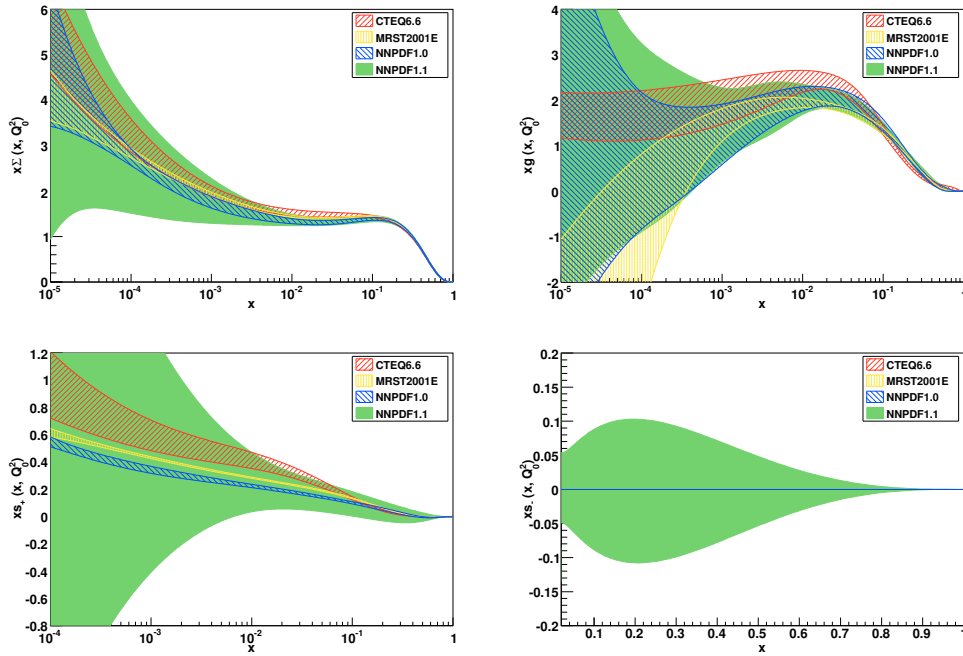 xΣ (x, Q₀²)
6
5
4
3
2
1
0
10⁻⁵ 10⁻⁴ 10⁻³ 10⁻² 10⁻¹ 1
x
CTEQ6.6
MRST2001E
NNPDF1.0
NNPDF1.1
xg (x, Q₀²)
4
3
2
1
0
-1
-2
10⁻⁵ 10⁻⁴ 10⁻³ 10⁻² 10⁻¹ 1
x
CTEQ6.6
MRST2001E
NNPDF1.0
NNPDF1.1
xs₊ (x, Q₀²)
1.2
1
0.8
0.6
0.4
0.2
0
-0.2
-0.4
-0.6
-0.8
10⁻⁴ 10⁻³ 10⁻² 10⁻¹ 1
x
CTEQ6.6
MRST2001E
NNPDF1.0
NNPDF1.1
xs₋ (x, Q₀²)
0.2
0.15
0.1
0.05
0
-0.05
-0.1
-0.15
-0.2
0.1 0.2 0.3 0.4 0.5 0.6 0.7 0.8 0.9 1
x
CTEQ6.6
MRST2001E
NNPDF1.0
NNPDF1.1